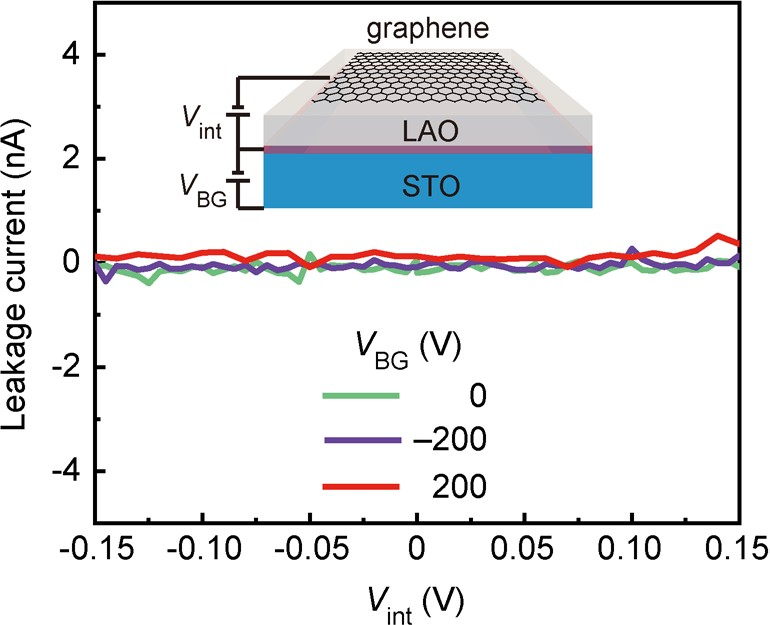 graphene
V_int
LAO
V_BG
STO
Leakage current (nA)
4
2
0
-2
-4
V_BG (V)
0
–200
200
-0.15 -0.10 -0.05 0 0.05 0.10 0.15
V_int (V)